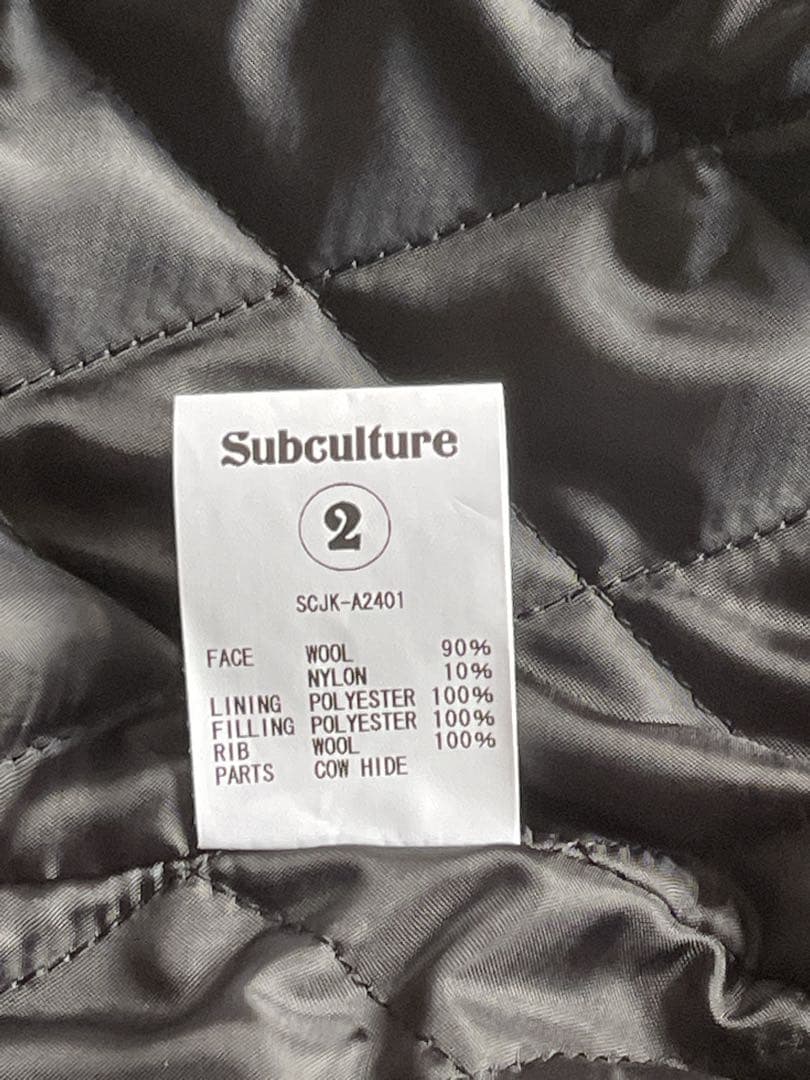 Subculture
2
SCJK-A2401
FACE WOOL 90%
NYLON 10%
LINING POLYESTER 100%
FILLING POLYESTER 100%
RIB WOOL 100%
PARTS COW HIDE